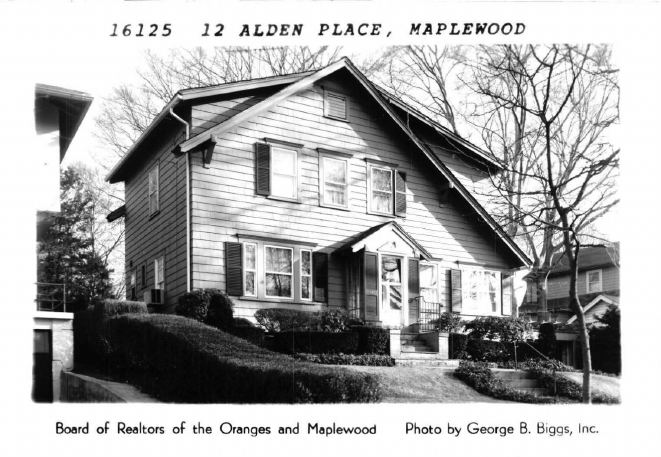 16125 12 ALDEN PLACE, MAPLEWOOD
Board of Realtors of the Oranges and Maplewood Photo by George B. Biggs, Inc.